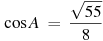 cos A = √55 / 8